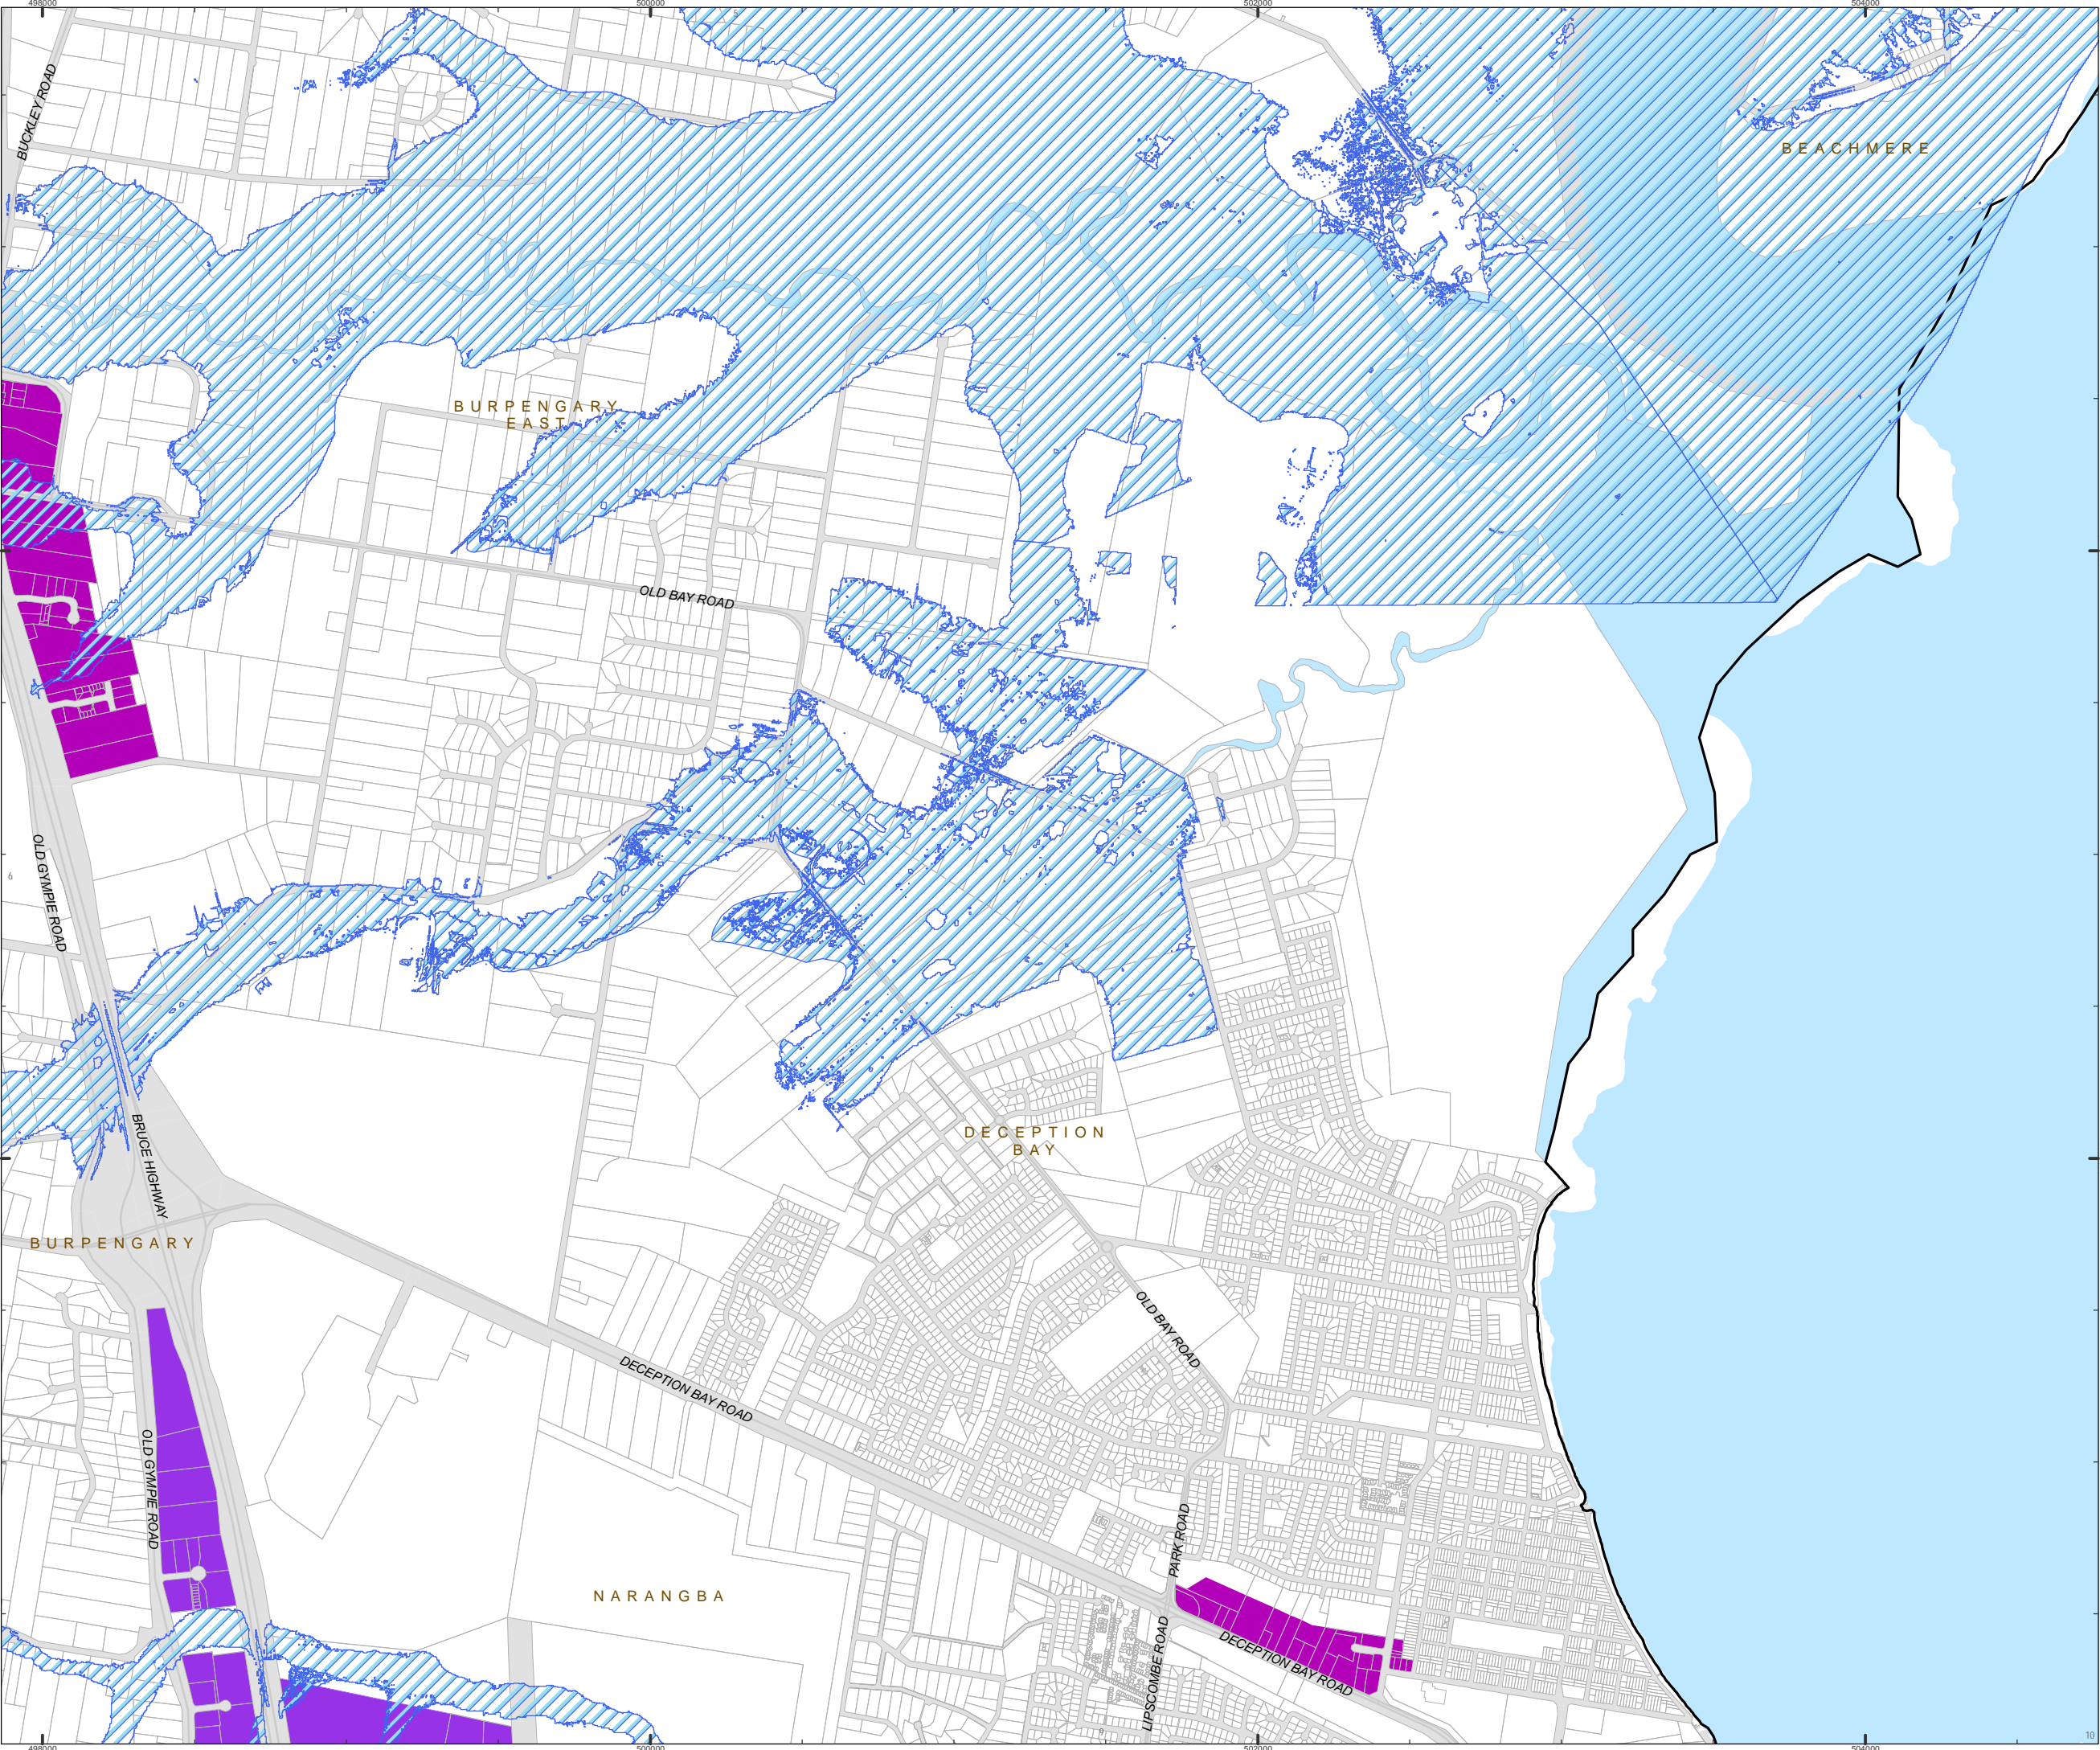 498000
500000
502000
504000
5
BUCKLEY ROAD
BEACHMERE
BURPENGARY
EAST
OLD BAY ROAD
OLD GYMPIE ROAD
6
BRUCE HIGHWAY
DECEPTION
BAY
BURPENGARY
OLD BAY ROAD
DECEPTION BAY ROAD
OLD GYMPIE ROAD
PARK ROAD
NARANGBA
LIPSCOMBE ROAD
DECEPTION BAY ROAD
10
498000
500000
502000
504000